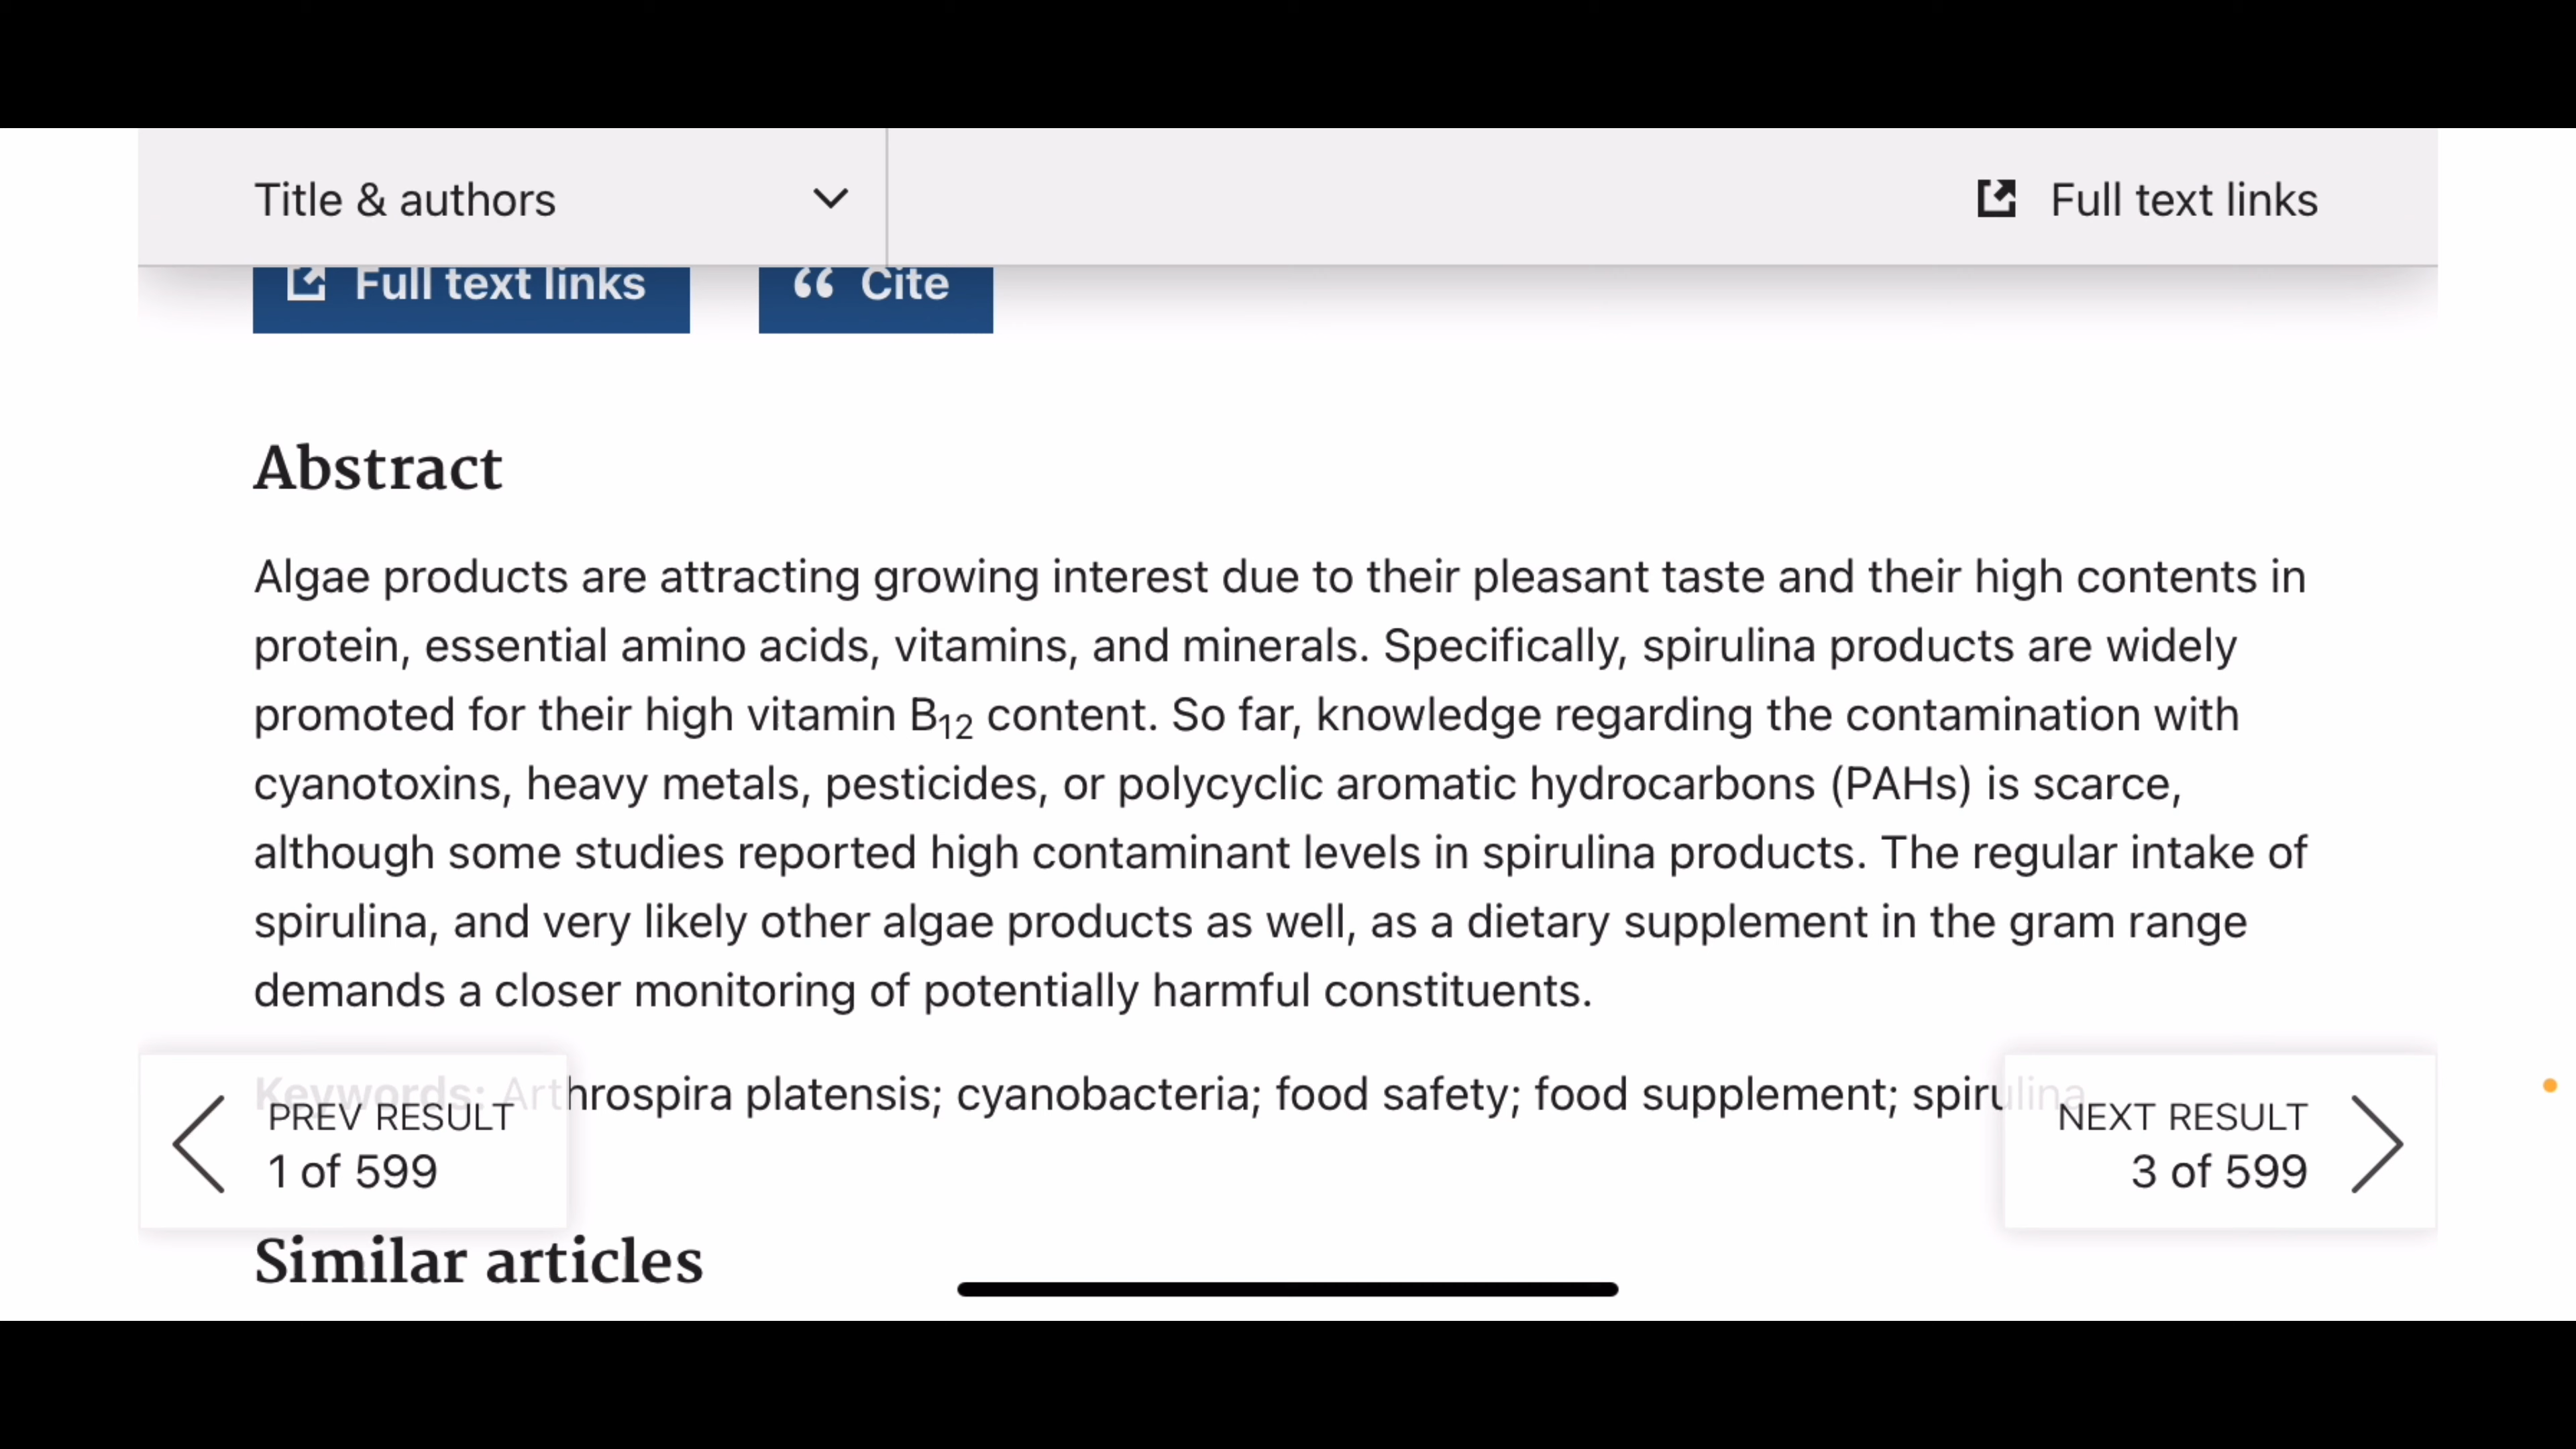 Title & authors
Full text links
Full text links
Cite
Abstract
Algae products are attracting growing interest due to their pleasant taste and their high contents in
protein, essential amino acids, vitamins, and minerals. Specifically, spirulina products are widely
promoted for their high vitamin B12 content. So far, knowledge regarding the contamination with
cyanotoxins, heavy metals, pesticides, or polycyclic aromatic hydrocarbons (PAHs) is scarce,
although some studies reported high contaminant levels in spirulina products. The regular intake of
spirulina, and very likely other algae products as well, as a dietary supplement in the gram range
demands a closer monitoring of potentially harmful constituents.
Keywords: Arthrospira platensis; cyanobacteria; food safety; food supplement; spirulina
PREV RESULT
1 of 599
NEXT RESULT
3 of 599
Similar articles